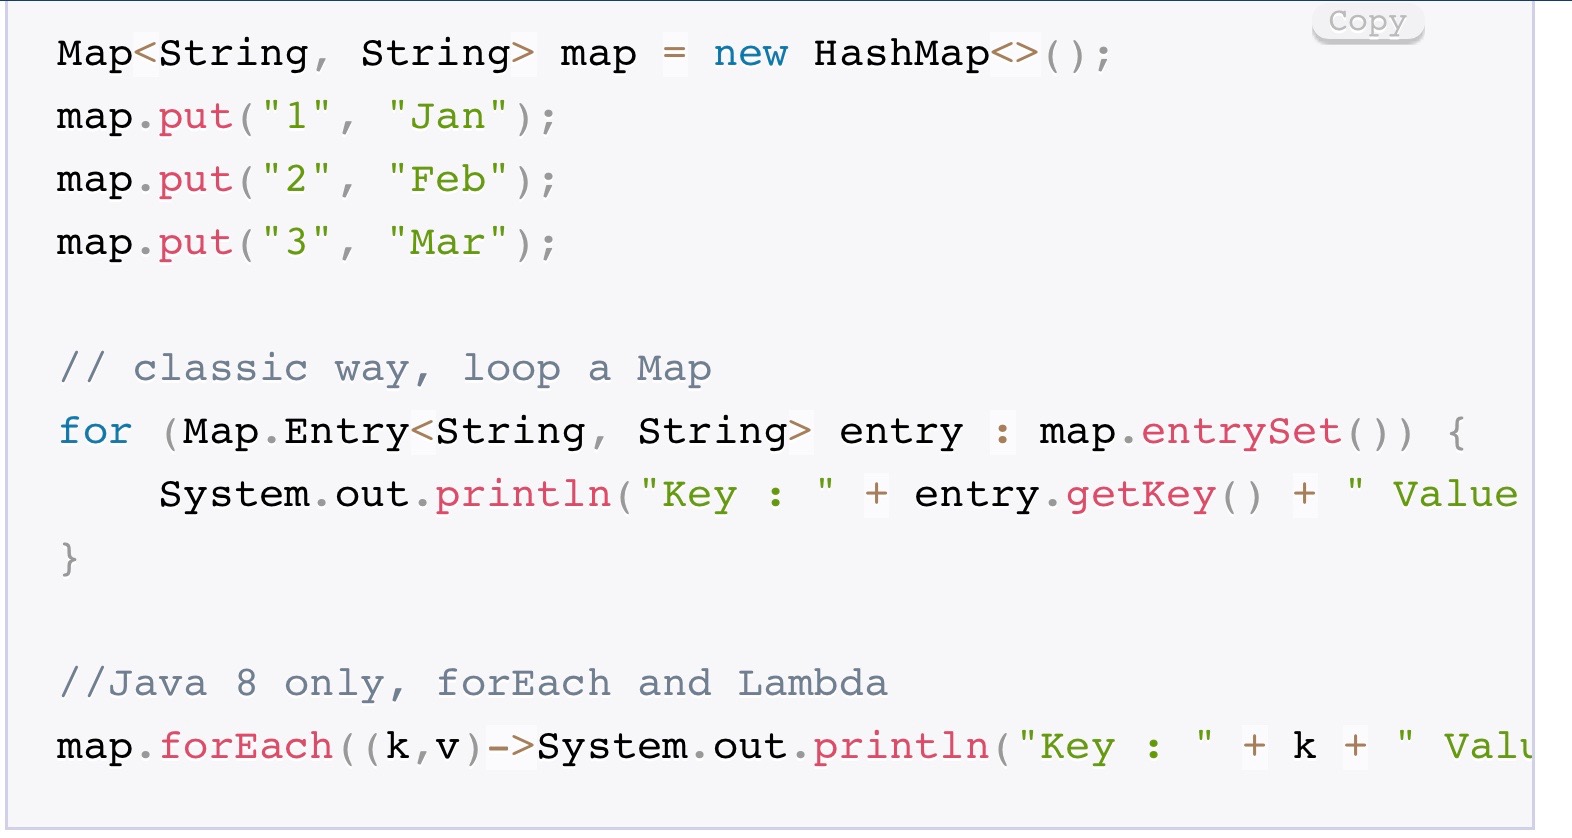 Copy
Map<String, String> map = new HashMap<>();
map.put("1", "Jan");
map.put("2", "Feb");
map.put("3", "Mar");
// classic way, loop a Map
for (Map.Entry<String, String> entry : map.entrySet()) {
System.out.println("Key : " + entry.getKey() + " Value
}
//Java 8 only, forEach and Lambda
map.forEach((k,v)->System.out.println("Key : " + k + " Valu